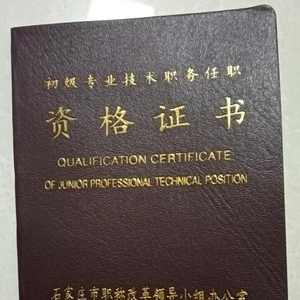 初级专业技术职务任职
资格证书
QUALIFICATION CERTIFICATE
OF JUNIOR PROFESSIONAL TECHNICAL POSITION
石家庄市职称改革领导小组办公室